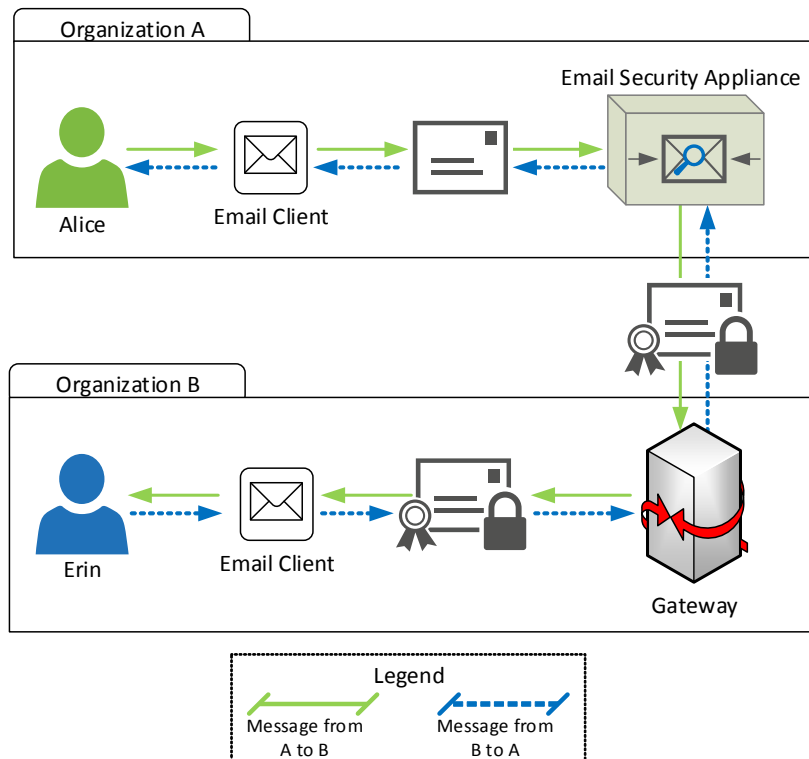 Organization A
Email Security Appliance
Alice
Email Client
Organization B
Erin
Email Client
Gateway
Legend
Message from
A to B
Message from
B to A